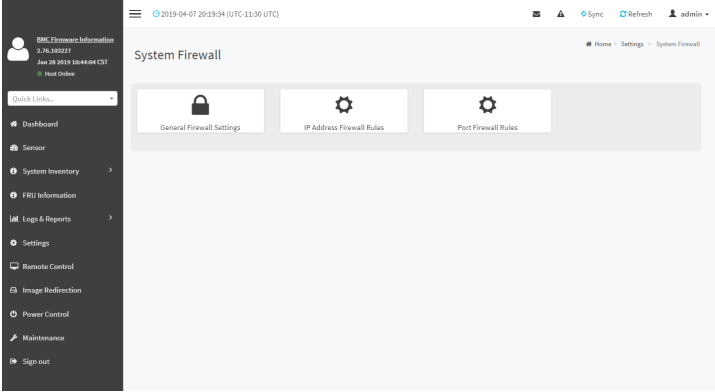 BMC Firmware Information
2.76.103227
Jan 28 2019 10:44:04 CST
Host Online
Quick Links..
Dashboard
Sensor
System Inventory
FRU Information
Logs & Reports
Settings
Remote Control
Image Redirection
Power Control
Maintenance
Sign out
2019-04-07 20:19:34 (UTC-11:30 UTC)
Sync
Refresh
admin
System Firewall
Home > Settings > System Firewall
General Firewall Settings
IP Address Firewall Rules
Port Firewall Rules